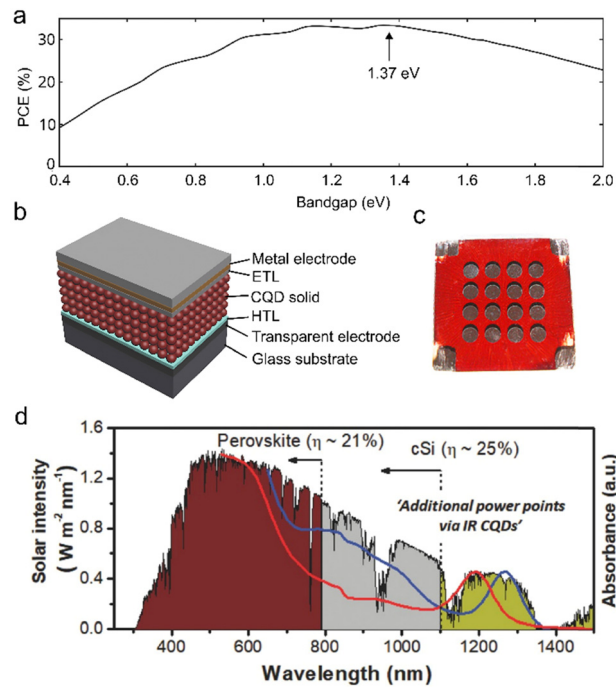 a
PCE (%)
30
20
10
0
1.37 eV
0.4 0.6 0.8 1.0 1.2 1.4 1.6 1.8 2.0
Bandgap (eV)
b
Metal electrode
ETL
CQD solid
HTL
Transparent electrode
Glass substrate
c
d
Solar intensity
( W m⁻² nm⁻¹)
1.6
1.2
0.8
0.4
0.0
Perovskite (η ~ 21%)
cSi (η ~ 25%)
'Additional power points
via IR CQDs'
Absorbance (a.u.)
400 600 800 1000 1200 1400
Wavelength (nm)